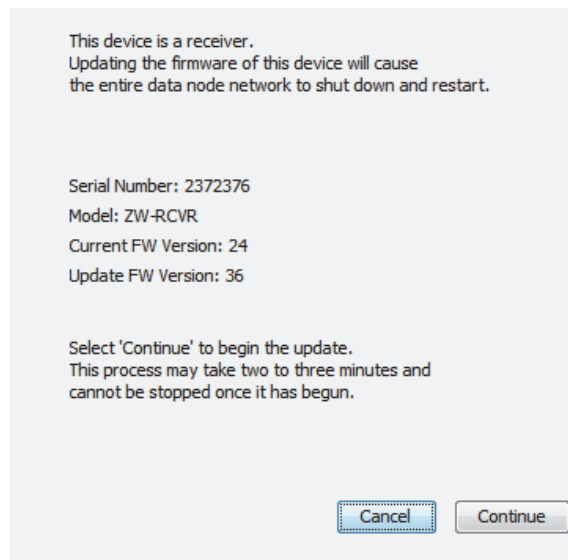 This device is a receiver.
Updating the firmware of this device will cause
the entire data node network to shut down and restart.
Serial Number: 2372376
Model: ZW-RCVR
Current FW Version: 24
Update FW Version: 36
Select 'Continue' to begin the update.
This process may take two to three minutes and
cannot be stopped once it has begun.
Cancel Continue